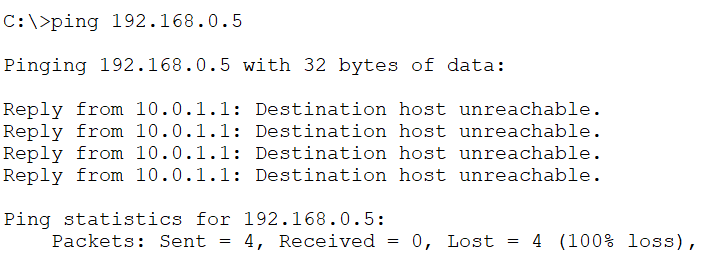 C:\>ping 192.168.0.5
Pinging 192.168.0.5 with 32 bytes of data:
Reply from 10.0.1.1: Destination host unreachable.
Reply from 10.0.1.1: Destination host unreachable.
Reply from 10.0.1.1: Destination host unreachable.
Reply from 10.0.1.1: Destination host unreachable.
Ping statistics for 192.168.0.5:
    Packets: Sent = 4, Received = 0, Lost = 4 (100% loss),